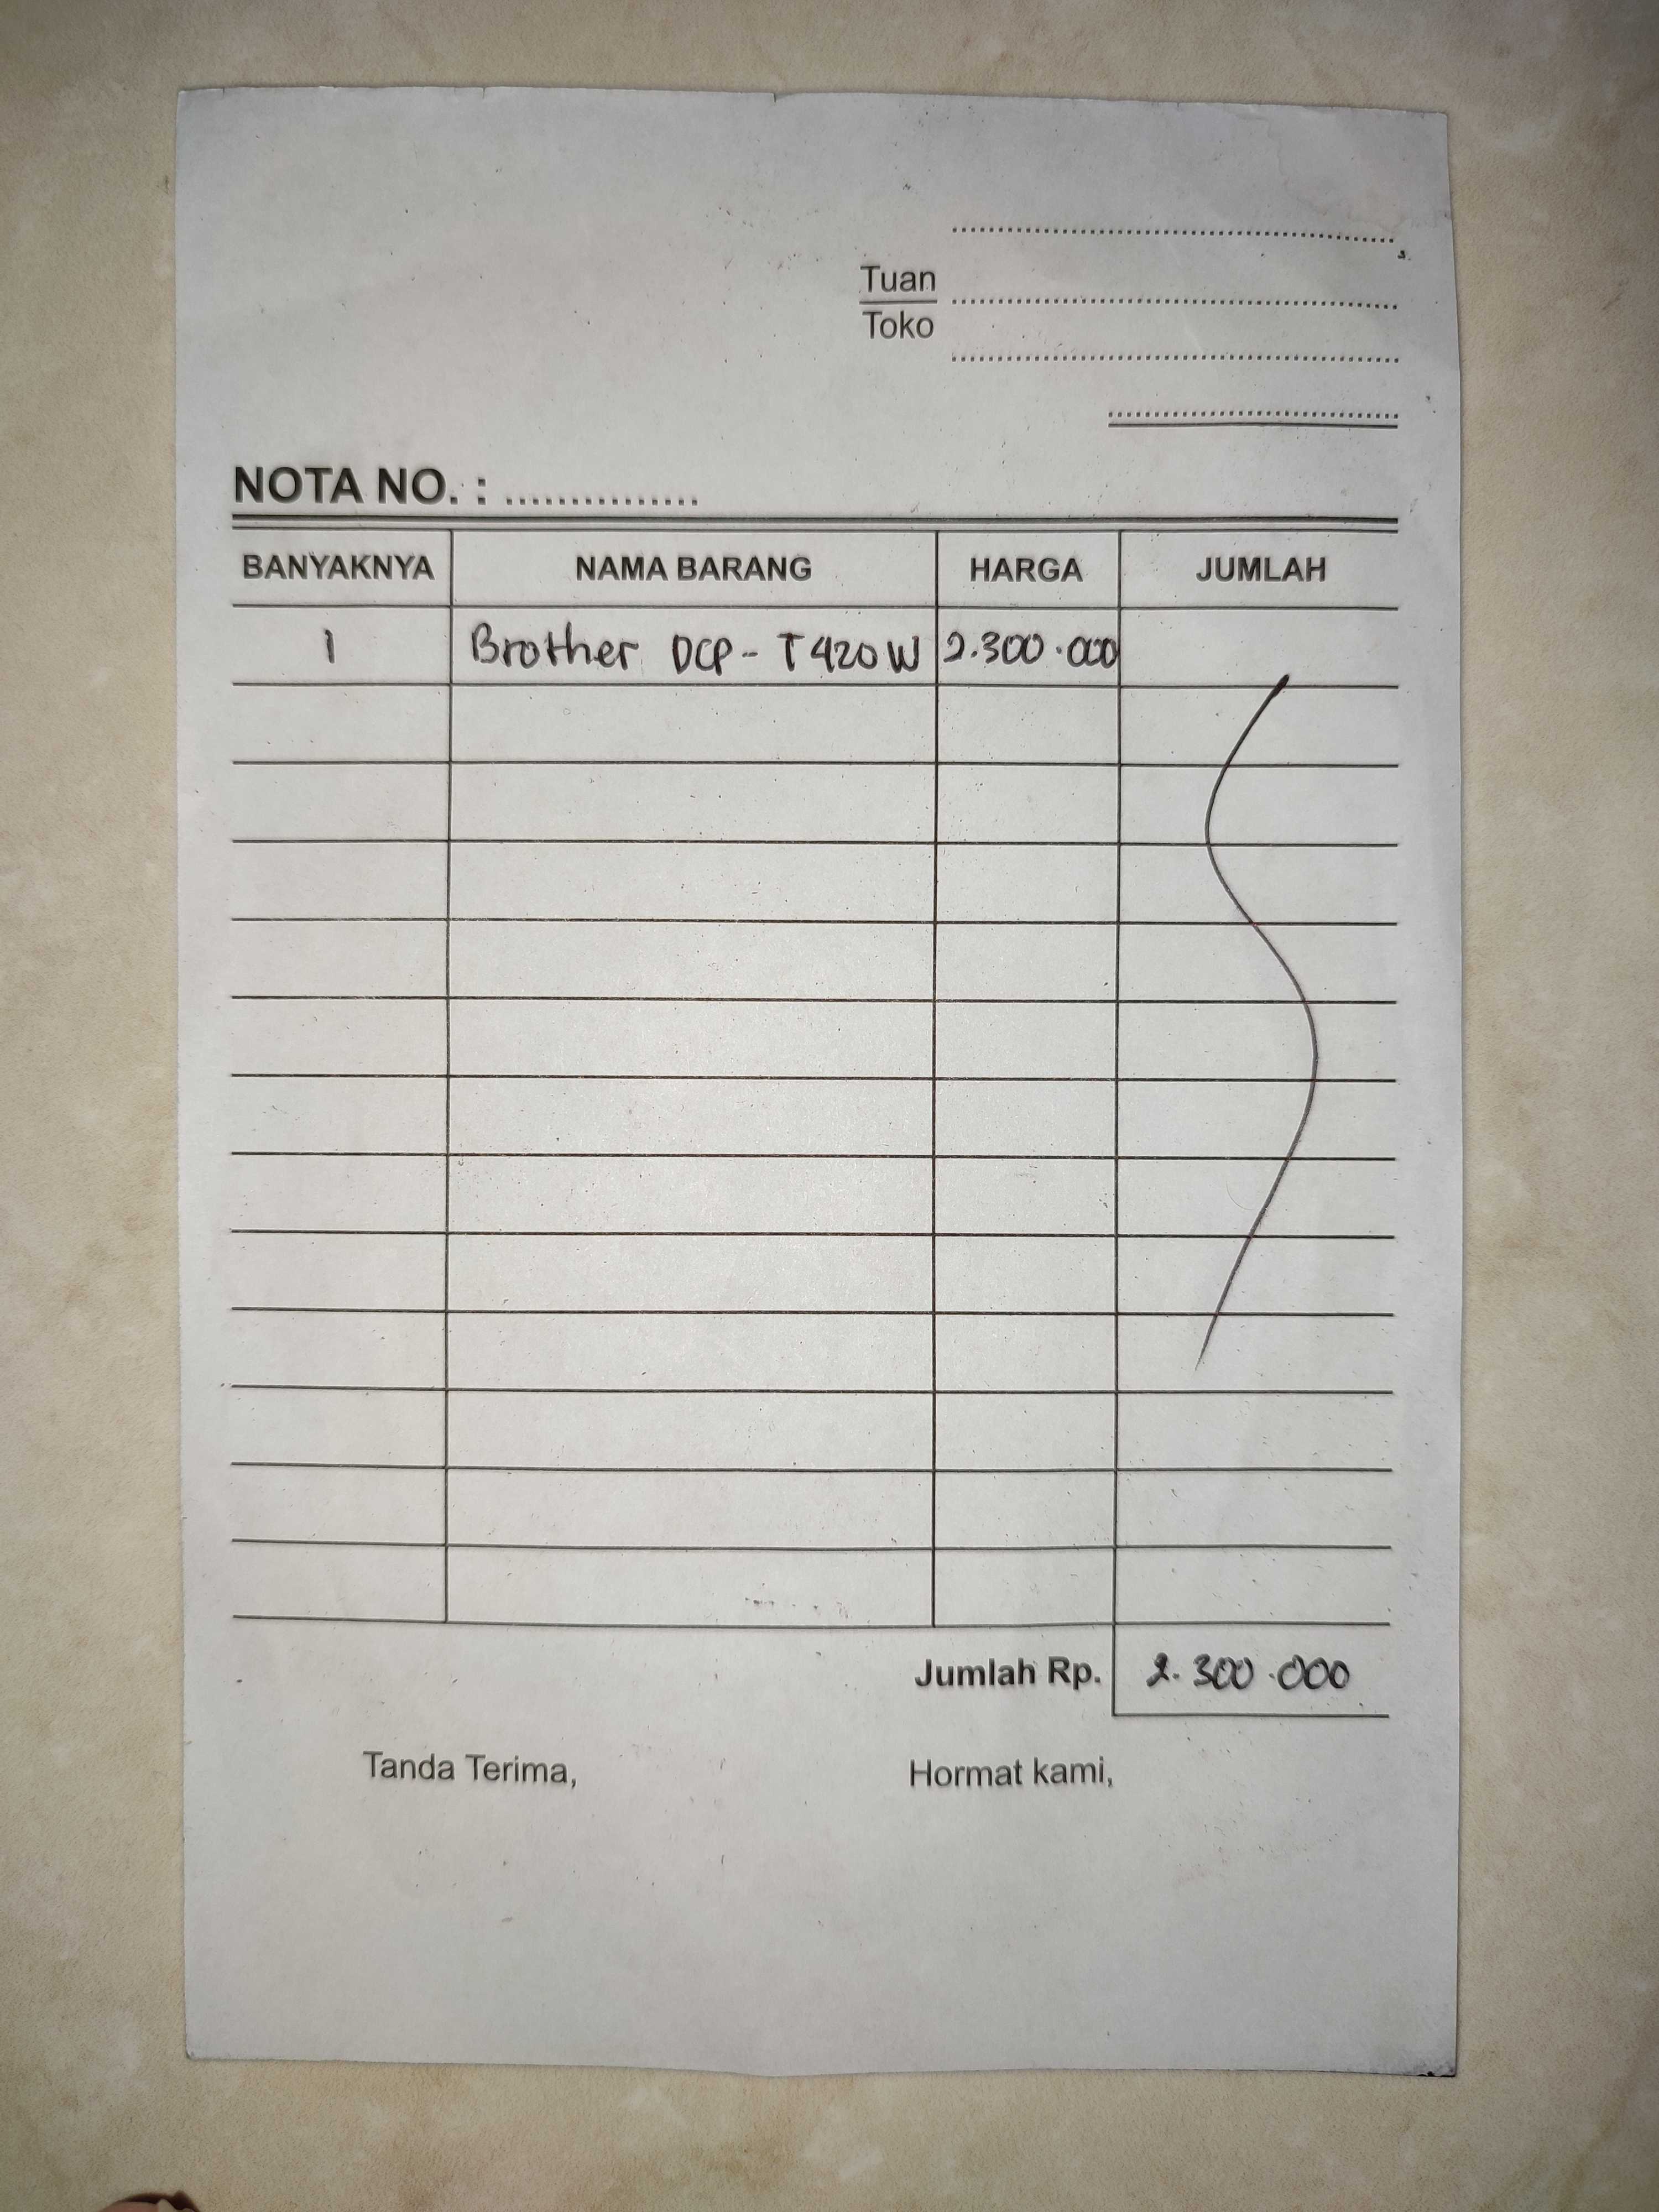 Tuan
Toko
NOTA NO. : ...............
BANYAKNYA NAMA BARANG HARGA JUMLAH
1 Brother DCP - T420W 2.300.000
Jumlah Rp. 2.300.000
Tanda Terima, Hormat kami,